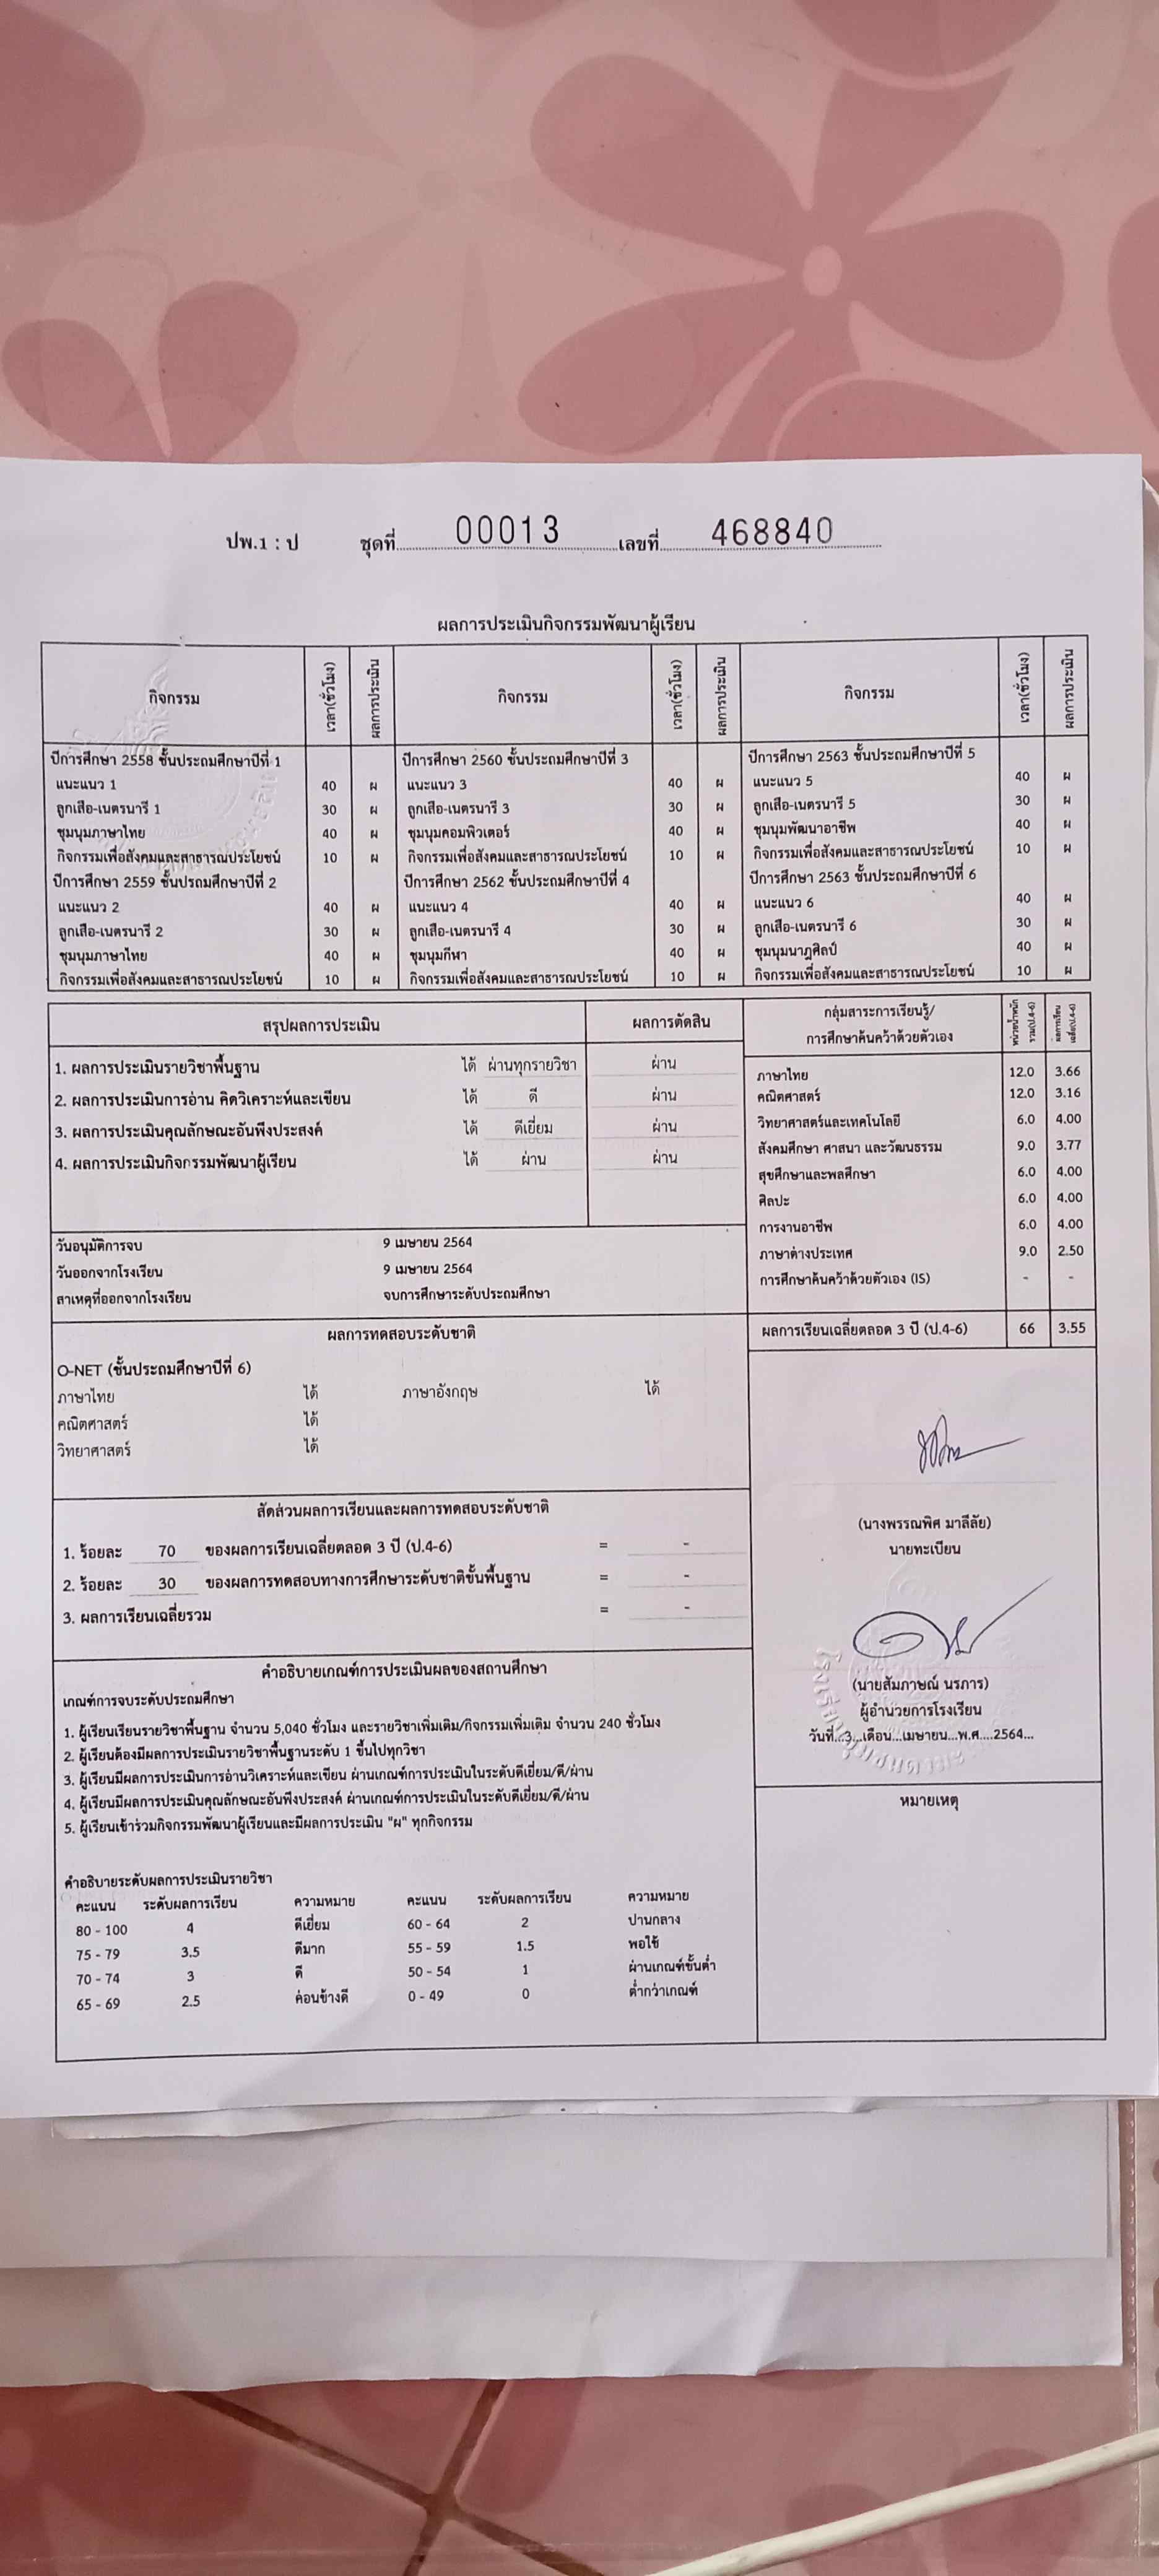 ปพ.1 : ป ชุดที่ 00013 เลขที่ 468840
ผลการประเมินกิจกรรมพัฒนาผู้เรียน
กิจกรรม เวลา(ชั่วโมง) ผลการประเมิน กิจกรรม เวลา(ชั่วโมง) ผลการประเมิน กิจกรรม เวลา(ชั่วโมง) ผลการประเมิน
ปีการศึกษา 2558 ชั้นประถมศึกษาปีที่ 1 ปีการศึกษา 2560 ชั้นประถมศึกษาปีที่ 3 ปีการศึกษา 2563 ชั้นประถมศึกษาปีที่ 5
แนะแนว 1 40 ผ แนะแนว 3 40 ผ แนะแนว 5 40 ผ
ลูกเสือ-เนตรนารี 1 30 ผ ลูกเสือ-เนตรนารี 3 30 ผ ลูกเสือ-เนตรนารี 5 30 ผ
ชุมนุมภาษาไทย 40 ผ ชุมนุมคอมพิวเตอร์ 40 ผ ชุมนุมพัฒนาอาชีพ 40 ผ
กิจกรรมเพื่อสังคมและสาธารณประโยชน์ 10 ผ กิจกรรมเพื่อสังคมและสาธารณประโยชน์ 10 ผ กิจกรรมเพื่อสังคมและสาธารณประโยชน์ 10 ผ
ปีการศึกษา 2559 ชั้นปรถมศึกษาปีที่ 2 ปีการศึกษา 2562 ชั้นประถมศึกษาปีที่ 4 ปีการศึกษา 2563 ชั้นประถมศึกษาปีที่ 6
แนะแนว 2 40 ผ แนะแนว 4 40 ผ แนะแนว 6 40 ผ
ลูกเสือ-เนตรนารี 2 30 ผ ลูกเสือ-เนตรนารี 4 30 ผ ลูกเสือ-เนตรนารี 6 30 ผ
ชุมนุมภาษาไทย 40 ผ ชุมนุมกีฬา 40 ผ ชุมนุมนาฎศิลป์ 40 ผ
กิจกรรมเพื่อสังคมและสาธารณประโยชน์ 10 ผ กิจกรรมเพื่อสังคมและสาธารณประโยชน์ 10 ผ กิจกรรมเพื่อสังคมและสาธารณประโยชน์ 10 ผ
สรุปผลการประเมิน ผลการตัดสิน
1. ผลการประเมินรายวิชาพื้นฐาน ได้ ผ่านทุกรายวิชา ผ่าน
2. ผลการประเมินการอ่าน คิดวิเคราะห์และเขียน ได้ ดี ผ่าน
3. ผลการประเมินคุณลักษณะอันพึงประสงค์ ได้ ดีเยี่ยม ผ่าน
4. ผลการประเมินกิจกรรมพัฒนาผู้เรียน ได้ ผ่าน ผ่าน
วันอนุมัติการจบ 9 เมษายน 2564
วันออกจากโรงเรียน 9 เมษายน 2564
สาเหตุที่ออกจากโรงเรียน จบการศึกษาระดับประถมศึกษา
กลุ่มสาระการเรียนรู้/
การศึกษาค้นคว้าด้วยตัวเอง
หน่วยน้ำหนัก
รวม(ป.4-6)
ผลการเรียน
เฉลี่ย(ป.4-6)
ภาษาไทย 12.0 3.66
คณิตศาสตร์ 12.0 3.16
วิทยาศาสตร์และเทคโนโลยี 6.0 4.00
สังคมศึกษา ศาสนา และวัฒนธรรม 9.0 3.77
สุขศึกษาและพลศึกษา 6.0 4.00
ศิลปะ 6.0 4.00
การงานอาชีพ 6.0 4.00
ภาษาต่างประเทศ 9.0 2.50
การศึกษาค้นคว้าด้วยตัวเอง (IS) - -
ผลการเรียนเฉลี่ยตลอด 3 ปี (ป.4-6) 66 3.55
ผลการทดสอบระดับชาติ
O-NET (ชั้นประถมศึกษาปีที่ 6)
ภาษาไทย ได้ ภาษาอังกฤษ ได้
คณิตศาสตร์ ได้
วิทยาศาสตร์ ได้
สัดส่วนผลการเรียนและผลการทดสอบระดับชาติ
1. ร้อยละ 70 ของผลการเรียนเฉลี่ยตลอด 3 ปี (ป.4-6) = -
2. ร้อยละ 30 ของผลการทดสอบทางการศึกษาระดับชาติขั้นพื้นฐาน = -
3. ผลการเรียนเฉลี่ยรวม = -
(นางพรรณพิศ มาลีลัย)
นายทะเบียน
(นายสัมภาษณ์ นรภาร)
ผู้อำนวยการโรงเรียน
วันที่...3...เดือน...เมษายน...พ.ศ....2564...
หมายเหตุ
คำอธิบายเกณฑ์การประเมินผลของสถานศึกษา
เกณฑ์การจบระดับประถมศึกษา
1. ผู้เรียนเรียนรายวิชาพื้นฐาน จำนวน 5,040 ชั่วโมง และรายวิชาเพิ่มเติม/กิจกรรมเพิ่มเติม จำนวน 240 ชั่วโมง
2. ผู้เรียนต้องมีผลการประเมินรายวิชาพื้นฐานระดับ 1 ขึ้นไปทุกวิชา
3. ผู้เรียนมีผลการประเมินการอ่านวิเคราะห์และเขียน ผ่านเกณฑ์การประเมินในระดับดีเยี่ยม/ดี/ผ่าน
4. ผู้เรียนมีผลการประเมินคุณลักษณะอันพึงประสงค์ ผ่านเกณฑ์การประเมินในระดับดีเยี่ยม/ดี/ผ่าน
5. ผู้เรียนเข้าร่วมกิจกรรมพัฒนาผู้เรียนและมีผลการประเมิน "ผ" ทุกกิจกรรม
คำอธิบายระดับผลการประเมินรายวิชา
คะแนน ระดับผลการเรียน ความหมาย คะแนน ระดับผลการเรียน ความหมาย
80 - 100 4 ดีเยี่ยม 60 - 64 2 ปานกลาง
75 - 79 3.5 ดีมาก 55 - 59 1.5 พอใช้
70 - 74 3 ดี 50 - 54 1 ผ่านเกณฑ์ขั้นต่ำ
65 - 69 2.5 ค่อนข้างดี 0 - 49 0 ต่ำกว่าเกณฑ์